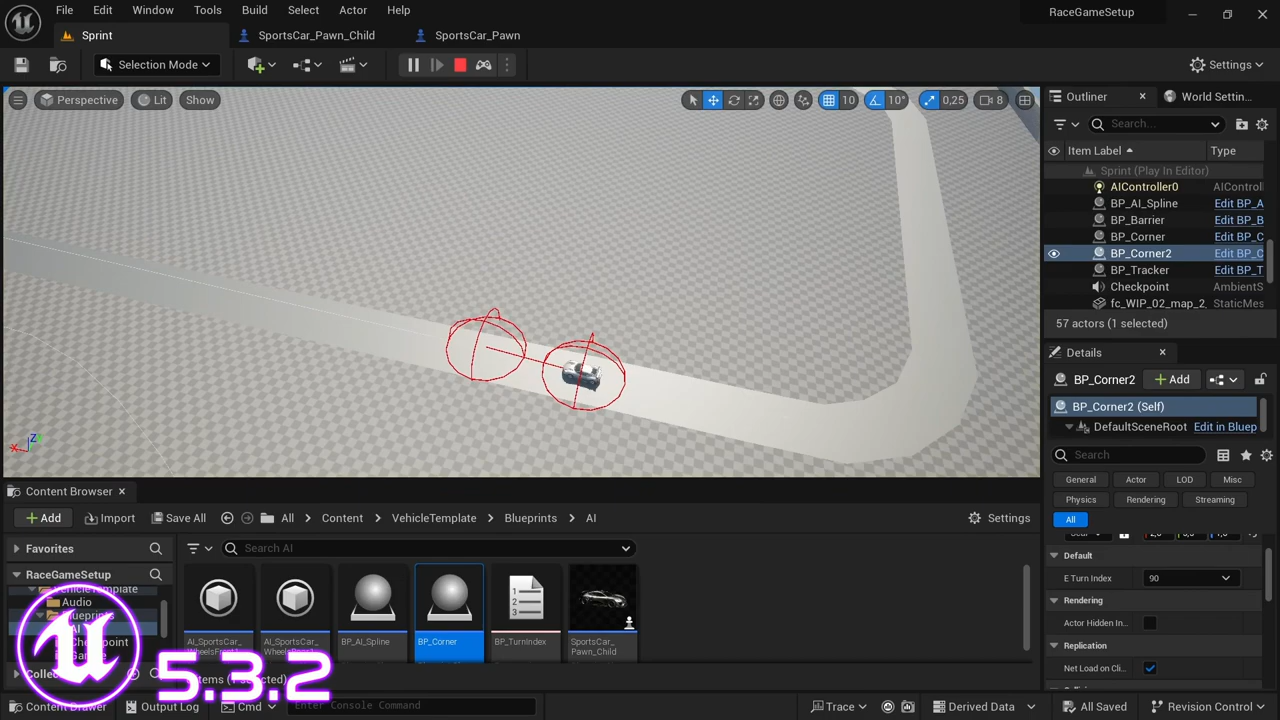 File Edit Window Tools Build Select Actor Help
RaceGameSetup
Sprint
SportsCar_Pawn_Child
SportsCar_Pawn
Selection Mode
Settings
Perspective Lit Show
10 10° 0,25 8
Outliner
World Settin...
Search...
Item Label Type
Sprint (Play In Editor)
AIController0 AIControl
BP_AI_Spline Edit BP_A
BP_Barrier Edit BP_B
BP_Corner Edit BP_C
BP_Corner2 Edit BP_C
BP_Tracker Edit BP_T
Checkpoint AmbientS
fc_WIP_02_map_2_ StaticMes
57 actors (1 selected)
Details
BP_Corner2
Add
BP_Corner2 (Self)
DefaultSceneRoot Edit in Bluep
Search
General Actor LOD Misc
Physics Rendering Streaming
All
Default
E Turn Index 90
Rendering
Actor Hidden In...
Replication
Net Load on Cli...
Z
Content Browser
Add Import Save All All Content VehicleTemplate Blueprints AI Settings
Favorites
Search AI
RaceGameSetup
Audio
Blueprints
AI
Checkpoint
AI_SportsCar_
AI_SportsCar_
BP_AI_Spline
BP_Corner
BP_TurnIndex
SportsCar_
Pawn_Child
5.3.2
Output Log
Cmd
Enter Console Command
Trace
Derived Data
All Saved
Revision Control